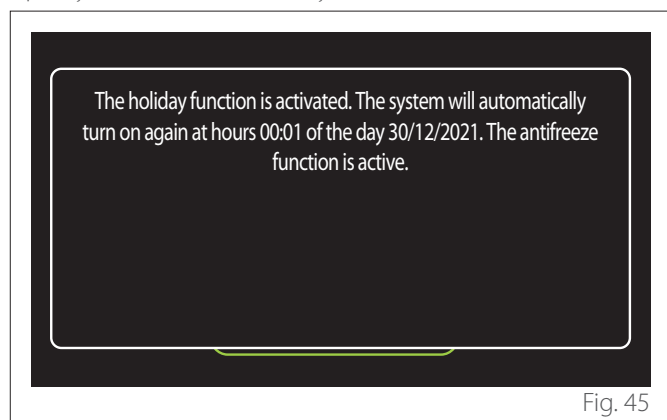 The holiday function is activated. The system will automatically
turn on again at hours 00:01 of the day 30/12/2021. The antifreeze
function is active.
Fig. 45